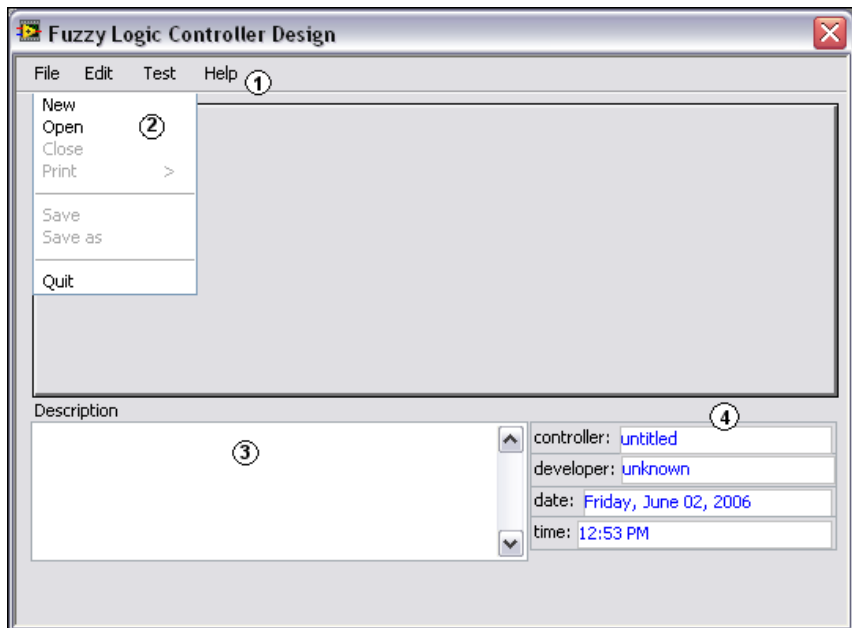 Fuzzy Logic Controller Design
File Edit Test Help 1
New
Open 2
Close
Print >
Save
Save as
Quit
Description
3
4
controller: untitled
developer: unknown
date: Friday, June 02, 2006
time: 12:53 PM